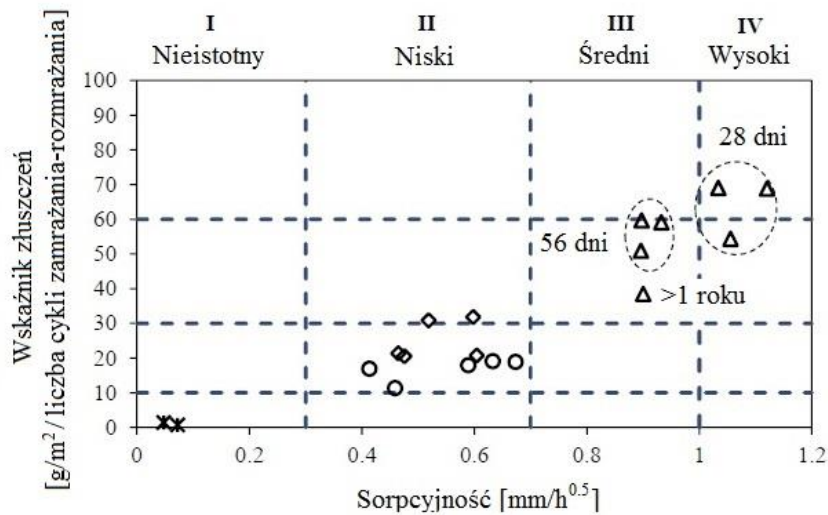 I II III IV
Nieistotny Niski Średni Wysoki
Wskaźnik złuszczeń
[g/m² / liczba cykli zamrażania-rozmrażania]
100
90
80
70
60
50
40
30
20
10
0
28 dni
56 dni
>1 roku
0 0.2 0.4 0.6 0.8 1 1.2
Sorpcyjność [mm/h^0.5]